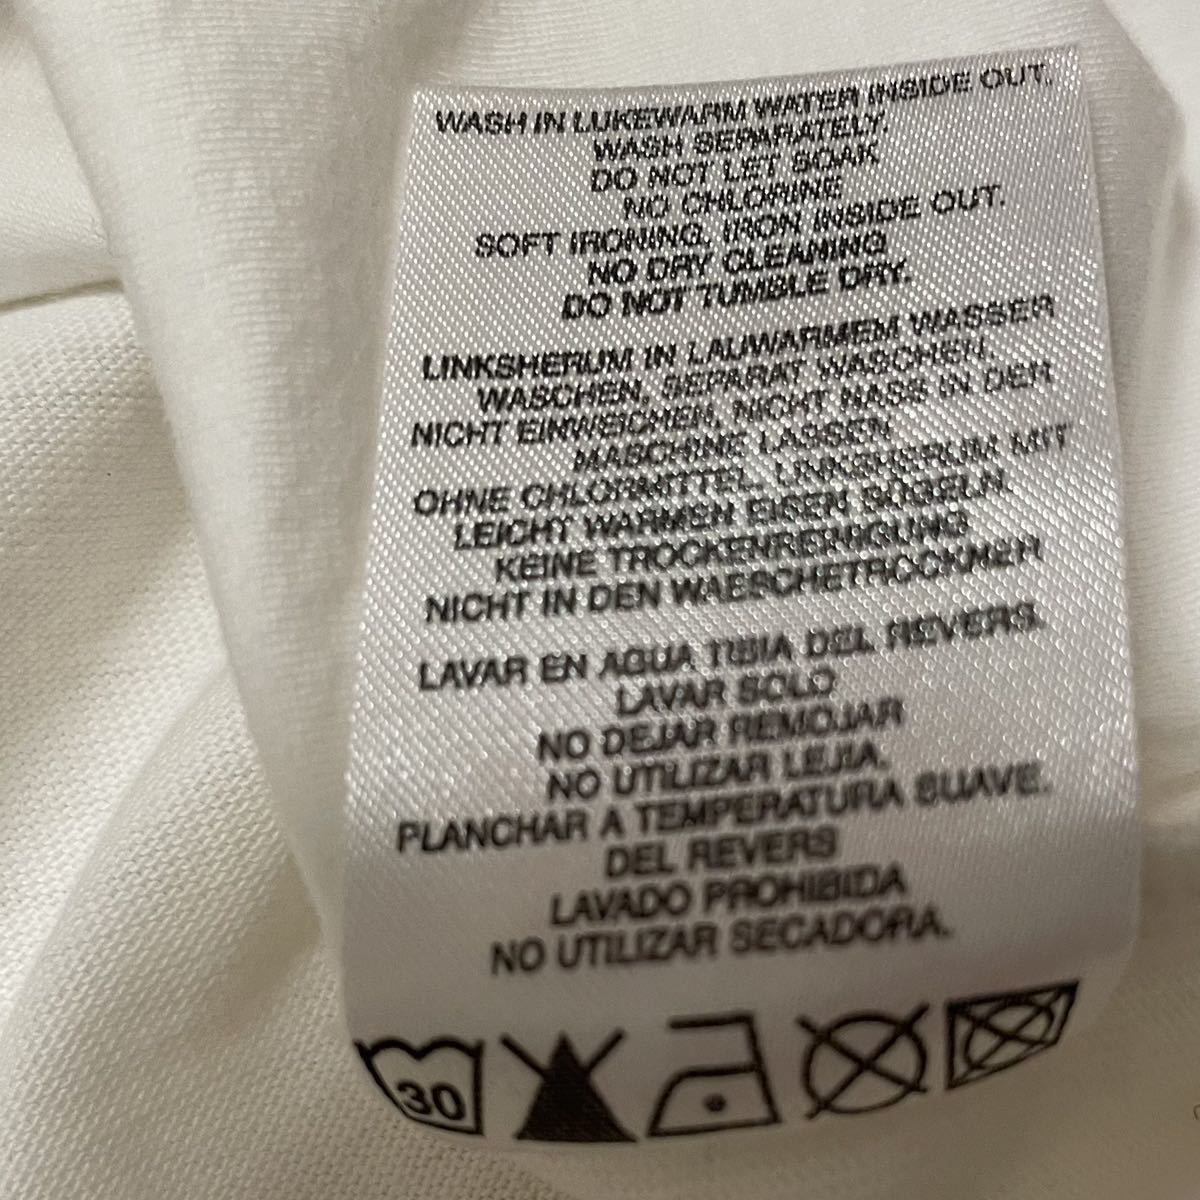 WASH IN LUKEWARM WATER INSIDE OUT.
WASH SEPARATELY.
DO NOT LET SOAK
NO CHLORINE
SOFT IRONING, IRON INSIDE OUT.
NO DRY CLEANING
DO NOT TUMBLE DRY.
LINKSHERUM IN LAUWARMEM WASSER
WASCHEN, SEPARAT WASCHEN.
NICHT EINWEICHEN, NICHT NASS IN DER
MASCHINE LASSEN
OHNE CHLORMITTEL, LINKSHERUM MIT
LEICHT WARMEN EISEN BÜGELN.
KEINE TROCKENREINIGUNG
NICHT IN DEN WAESCHETROCKNER
LAVAR EN AGUA TIBIA DEL REVERS.
LAVAR SOLO
NO DEJAR REMOJAR
NO UTILIZAR LEJIA.
PLANCHAR A TEMPERATURA SUAVE.
DEL REVERS
LAVADO PROHIBIDA
NO UTILIZAR SECADORA.
30